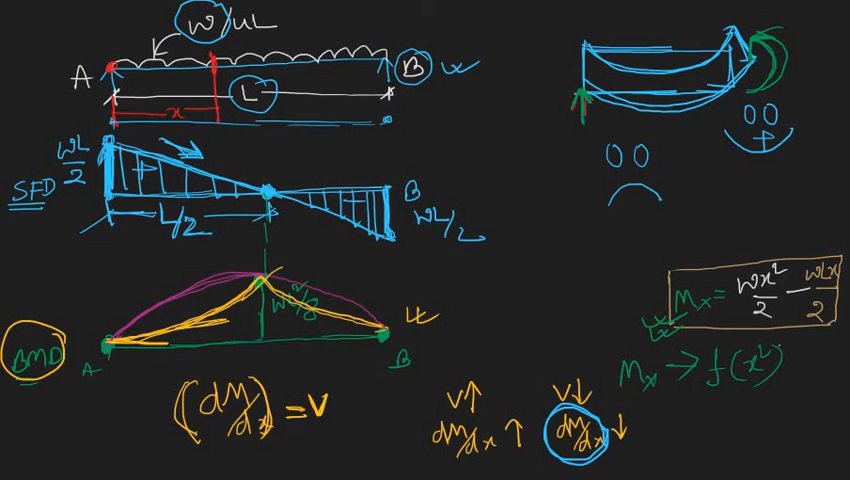 w/uL
A
B
L
x
SFD
wL/2
+
L/2
B
wL/2
BMD
wL²/8
A
B
(dM/dx) = V
V↑
dM/dx ↑
V↓
dM/dx ↓
+
Mx = wx²/2 − wLx/2
Mx → f(x²)